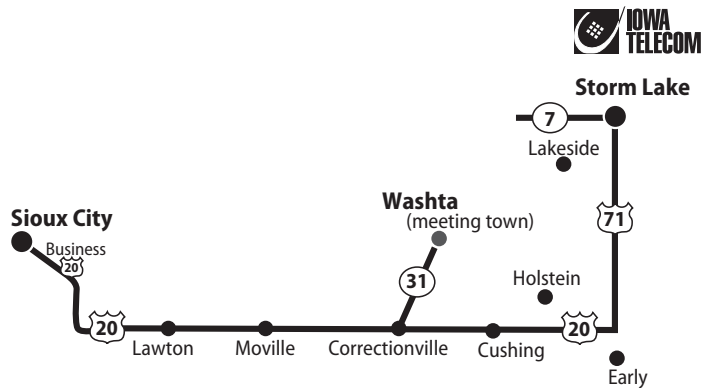 IOWA
TELECOM
Storm Lake
7
Lakeside
Washta
(meeting town)
Sioux City
Business
20
71
31
Holstein
20
20
Lawton
Moville
Correctionville
Cushing
Early